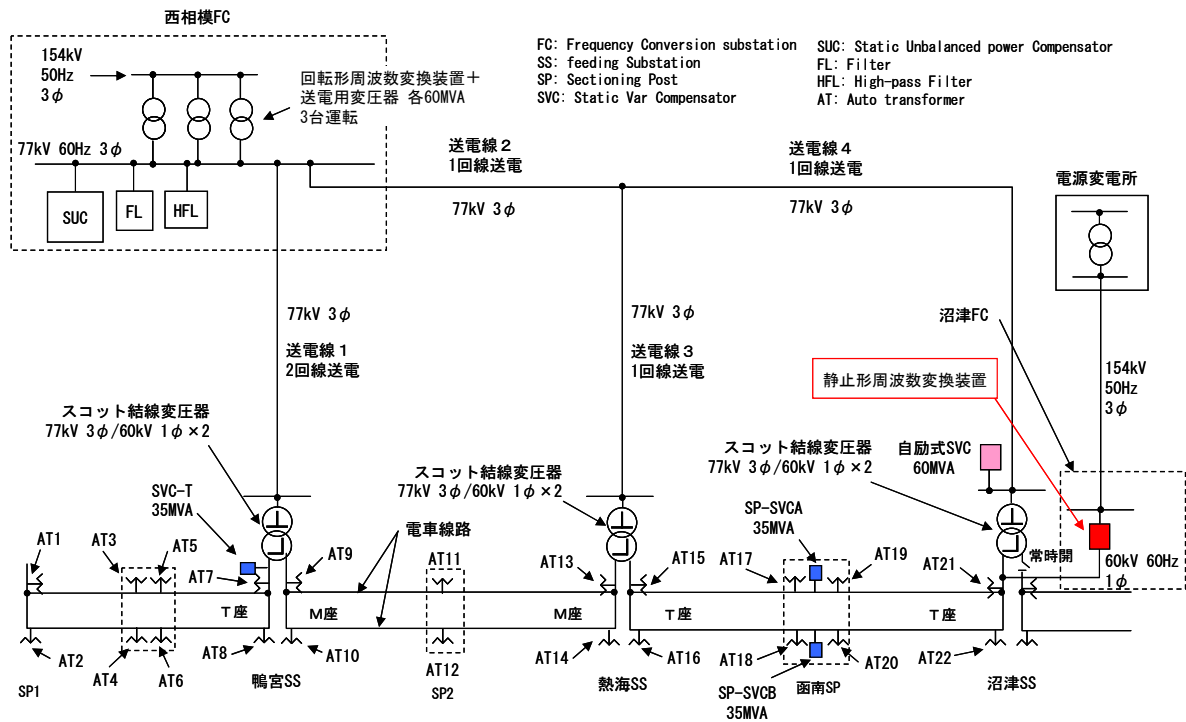 西相模FC
154kV
50Hz
3φ
回転形周波数変換装置＋
送電用変圧器 各60MVA
3台運転
77kV 60Hz 3φ
SUC
FL
HFL
FC: Frequency Conversion substation
SS: feeding Substation
SP: Sectioning Post
SVC: Static Var Compensator
SUC: Static Unbalanced power Compensator
FL: Filter
HFL: High-pass Filter
AT: Auto transformer
送電線２
1回線送電
77kV 3φ
送電線４
1回線送電
77kV 3φ
電源変電所
77kV 3φ
送電線１
2回線送電
77kV 3φ
送電線３
1回線送電
沼津FC
静止形周波数変換装置
154kV
50Hz
3φ
スコット結線変圧器
77kV 3φ/60kV 1φ×2
スコット結線変圧器
77kV 3φ/60kV 1φ×2
スコット結線変圧器
77kV 3φ/60kV 1φ×2
自励式SVC
60MVA
SVC-T
35MVA
電車線路
SP-SVCA
35MVA
常時開
60kV 60Hz
1φ
AT1
AT3
AT5
AT7
AT9
AT11
AT13
AT15
AT17
AT19
AT21
Ｔ座
Ｍ座
Ｍ座
Ｔ座
Ｔ座
AT2
AT4
AT6
AT8
AT10
AT12
AT14
AT16
AT18
AT20
AT22
SP1
鴨宮SS
SP2
熱海SS
SP-SVCB
35MVA
函南SP
沼津SS